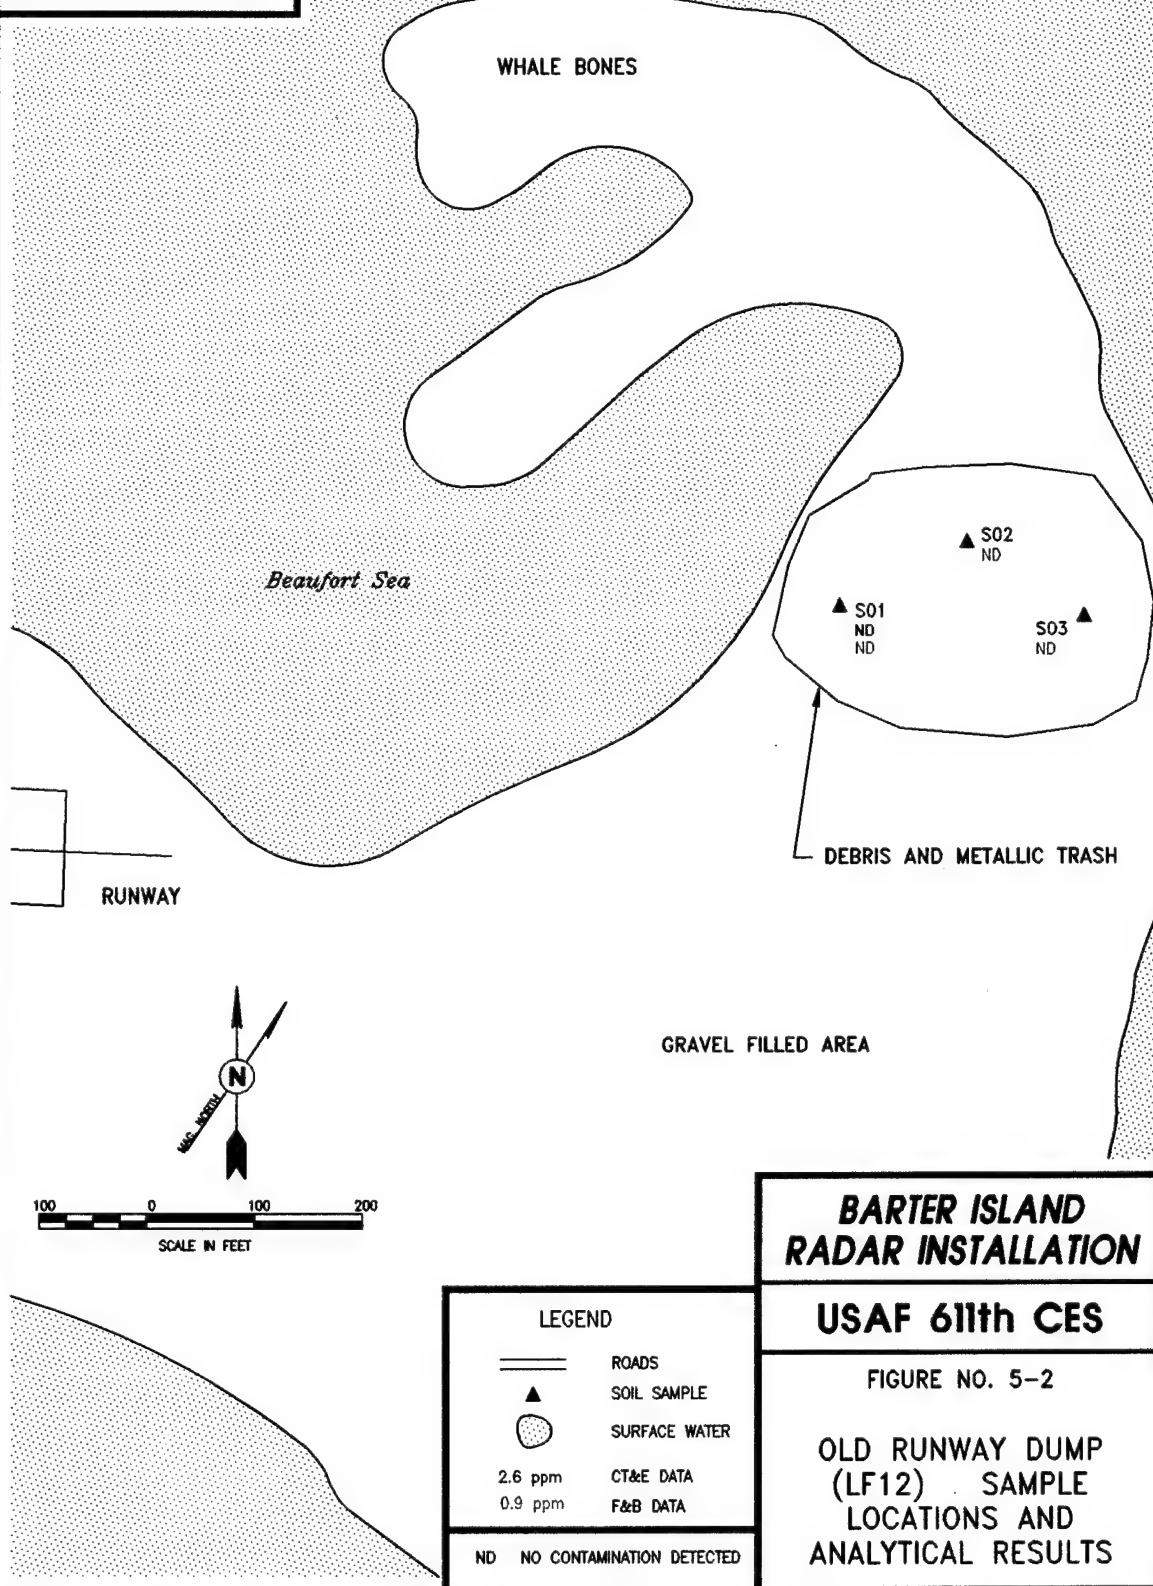 WHALE BONES
Beaufort Sea
S02
ND
S01
ND
ND
S03
ND
DEBRIS AND METALLIC TRASH
RUNWAY
GRAVEL FILLED AREA
N
MAG. NORTH
100 0 100 200
SCALE IN FEET
LEGEND
ROADS
SOIL SAMPLE
SURFACE WATER
2.6 ppm CT&E DATA
0.9 ppm F&B DATA
ND NO CONTAMINATION DETECTED
BARTER ISLAND
RADAR INSTALLATION
USAF 611th CES
FIGURE NO. 5-2
OLD RUNWAY DUMP
(LF12) SAMPLE
LOCATIONS AND
ANALYTICAL RESULTS